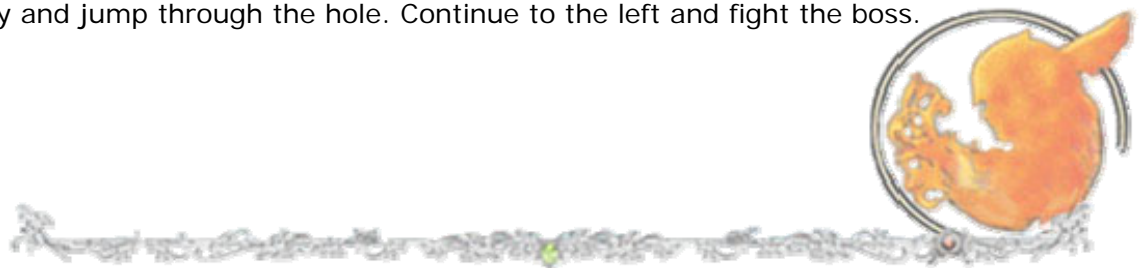 y and jump through the hole. Continue to the left and fight the boss.